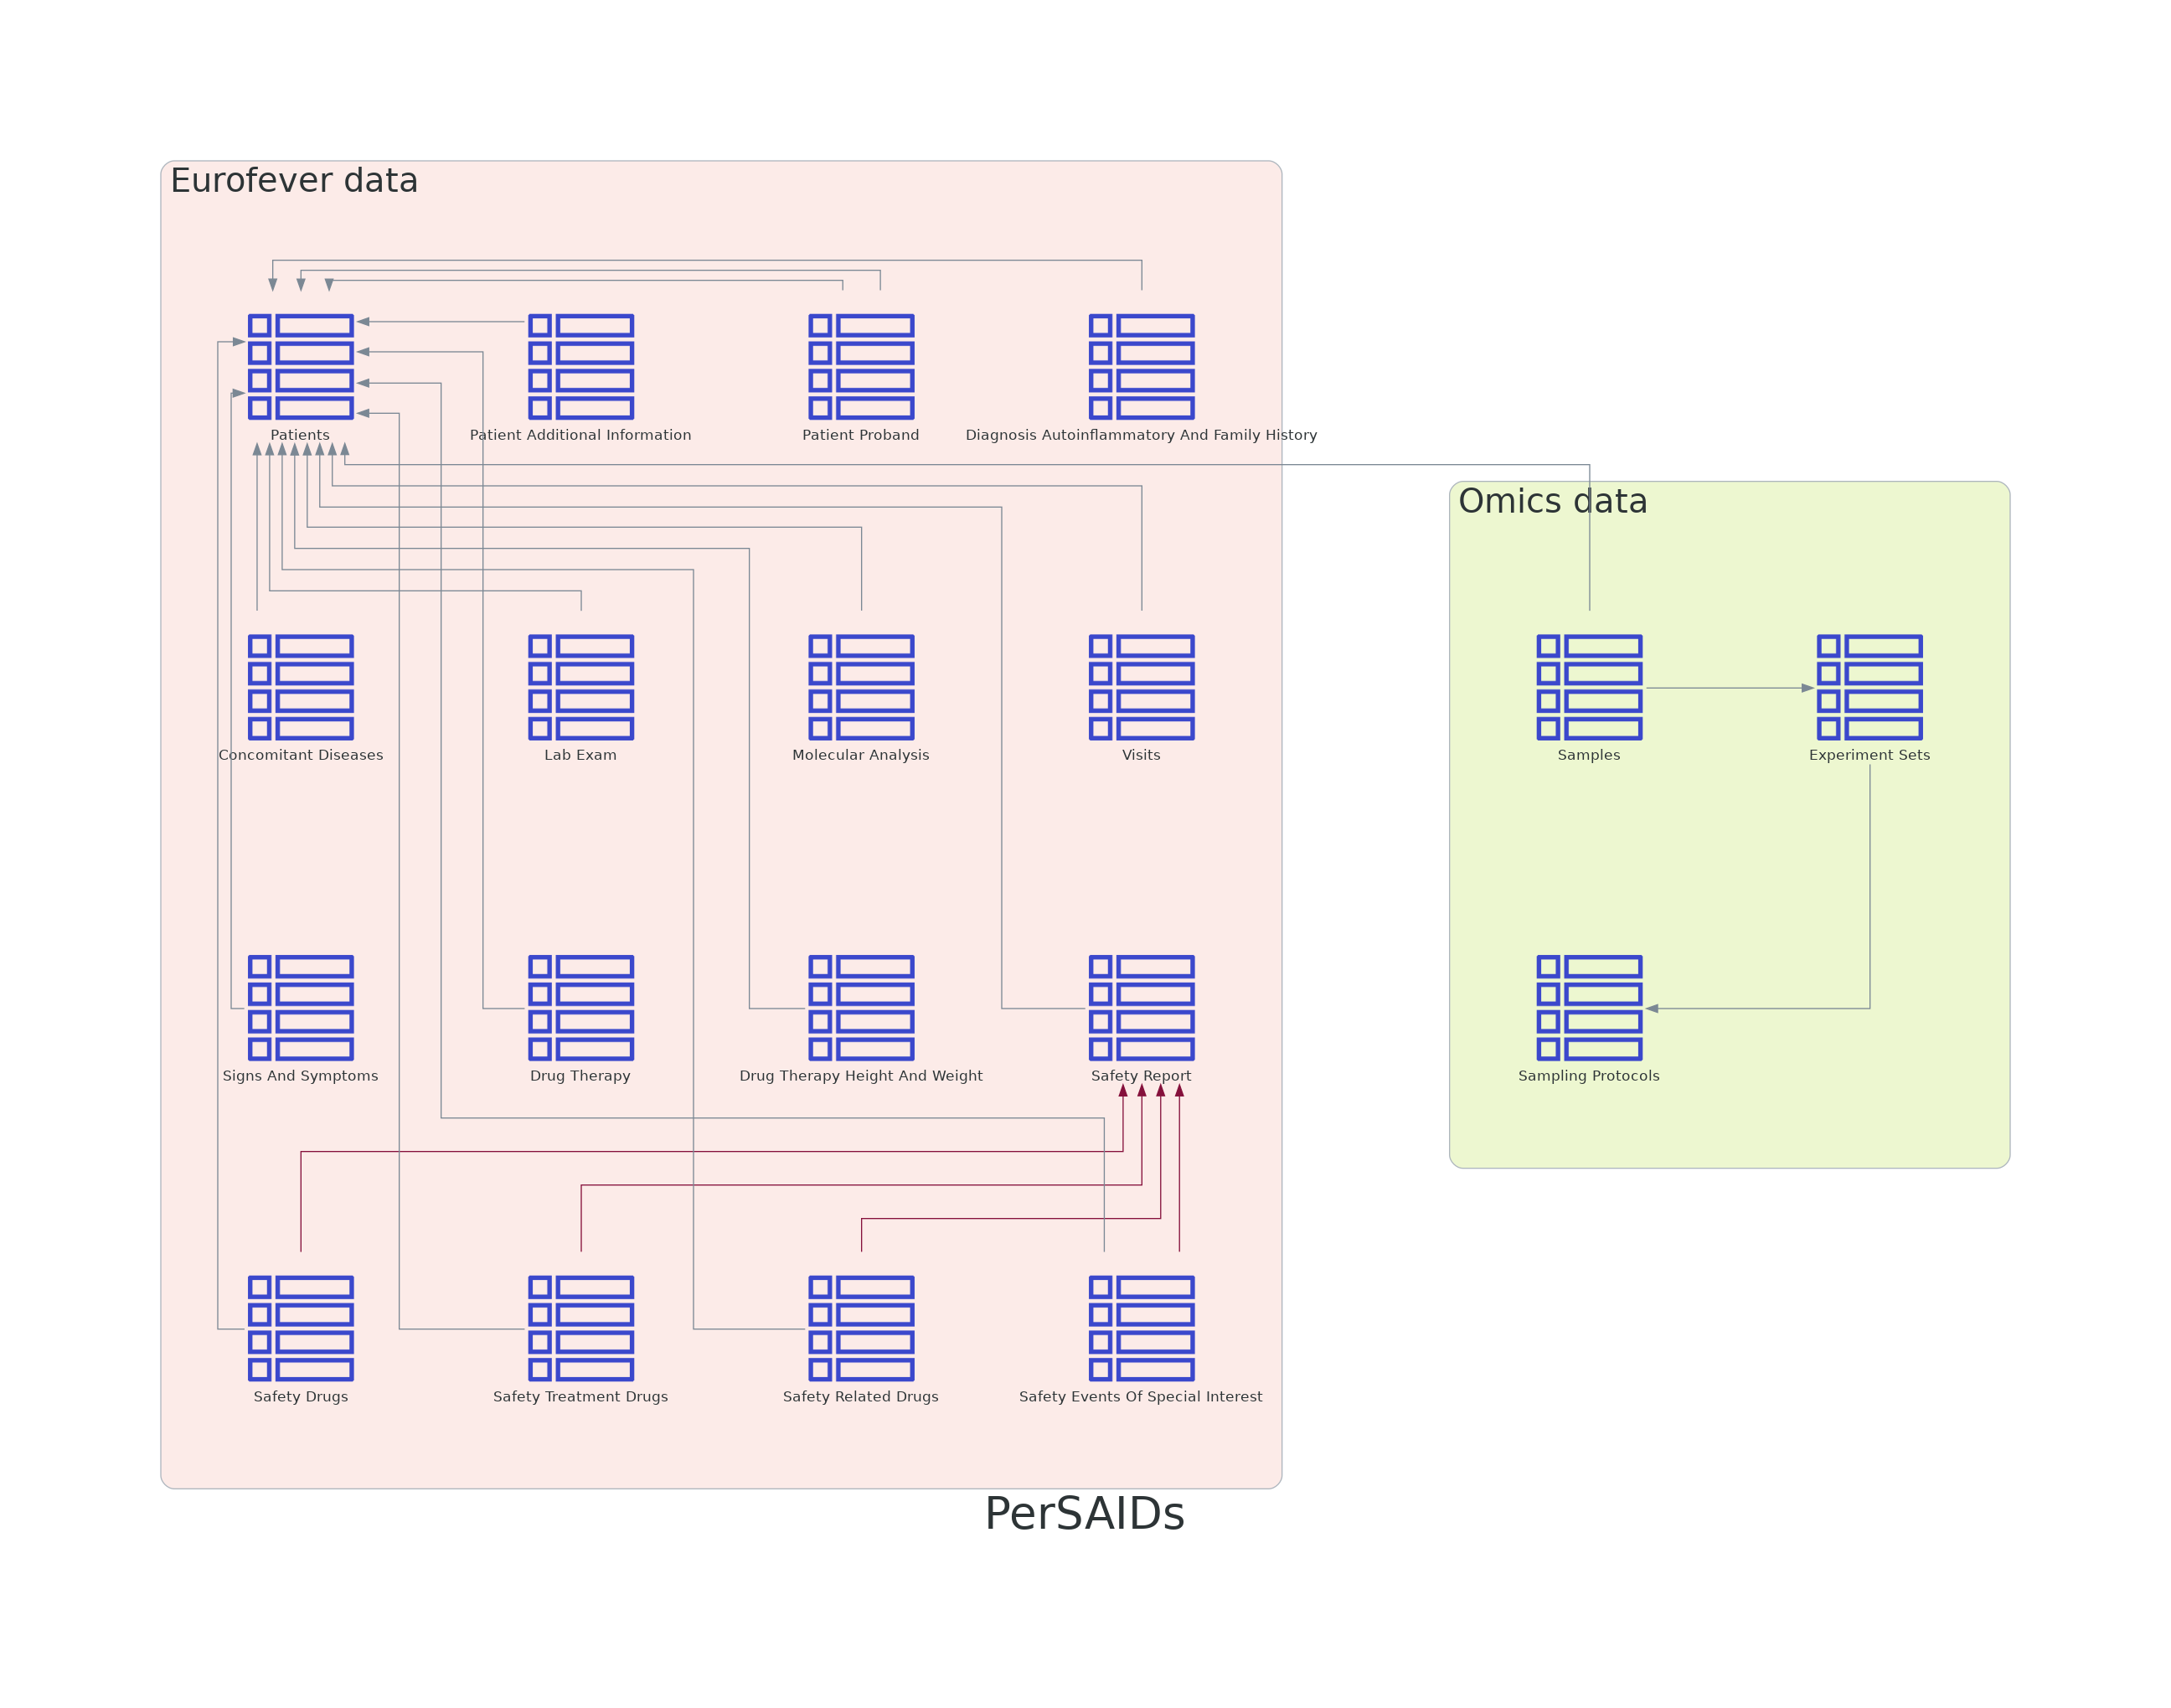 Eurofever data
Patients
Patient Additional Information
Patient Proband
Diagnosis Autoinflammatory And Family History
Omics data
Concomitant Diseases
Lab Exam
Molecular Analysis
Visits
Samples
Experiment Sets
Signs And Symptoms
Drug Therapy
Drug Therapy Height And Weight
Safety Report
Sampling Protocols
Safety Drugs
Safety Treatment Drugs
Safety Related Drugs
Safety Events Of Special Interest
PerSAIDs